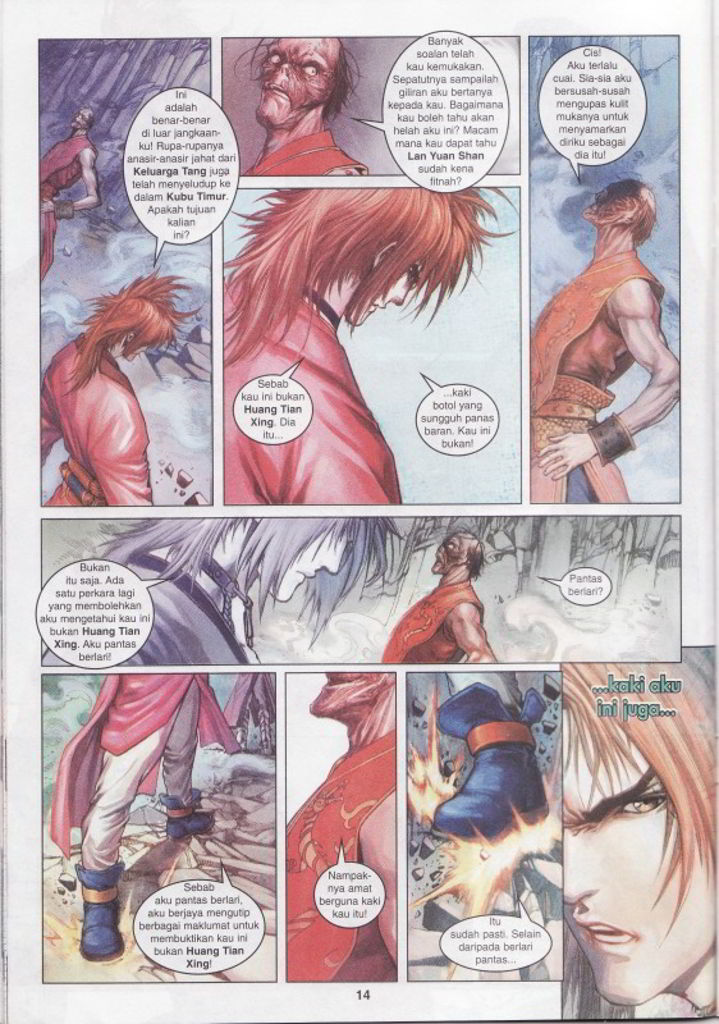 Ini
adalah
benar-benar
di luar jangkaan-
ku! Rupa-rupanya
anasir-anasir jahat dari
Keluarga Tang juga
telah menyeludup ke
dalam Kubu Timur.
Apakah tujuan
kalian
ini?
Banyak
soalan telah
kau kemukakan.
Sepatutnya sampailah
giliran aku bertanya
kepada kau. Bagaimana
kau boleh tahu akan
helah aku ini? Macam
mana kau dapat tahu
Lan Yuan Shan
sudah kena
fitnah?
Cis!
Aku terlalu
cuai. Sia-sia aku
bersusah-susah
mengupas kulit
mukanya untuk
menyamarkan
diriku sebagai
dia itu!
Sebab
kau ini bukan
Huang Tian
Xing. Dia
itu...
...kaki
botol yang
sungguh panas
baran. Kau ini
bukan!
Bukan
itu saja. Ada
satu perkara lagi
yang membolehkan
aku mengetahui kau ini
bukan Huang Tian
Xing. Aku pantas
berlari!
Pantas
berlari?
Sebab
aku pantas berlari,
aku berjaya mengutip
berbagai maklumat untuk
membuktikan kau ini
bukan Huang Tian
Xing!
Nampak-
nya amat
berguna kaki
kau itu!
Itu
sudah pasti. Selain
daripada berlari
pantas...
...kaki aku
ini juga...
14